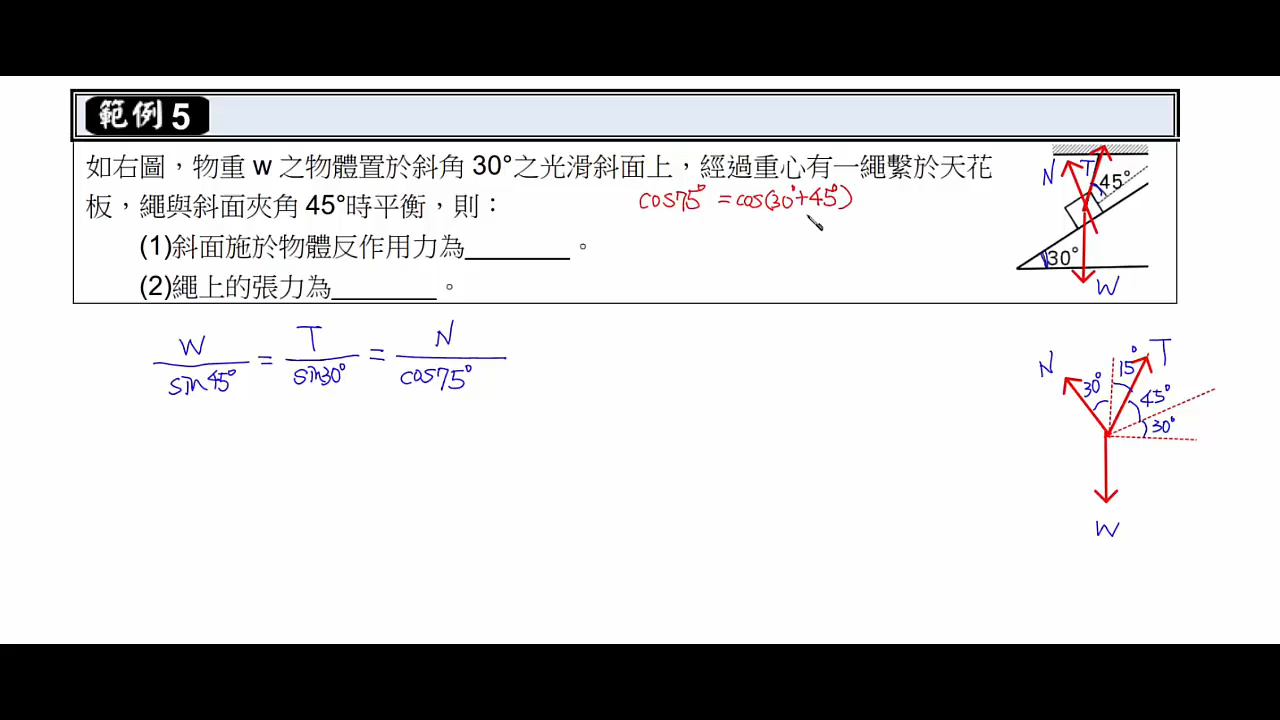 範例 5
如右圖，物重 w 之物體置於斜角 30°之光滑斜面上，經過重心有一繩繫於天花
板，繩與斜面夾角 45°時平衡，則：
cos75° = cos(30°+45°)
(1)斜面施於物體反作用力為________。
(2)繩上的張力為________。
N T 45°
30°
W
W/sin45° = T/sin30° = N/cos75°
N 30° 15° T
45°
30°
W